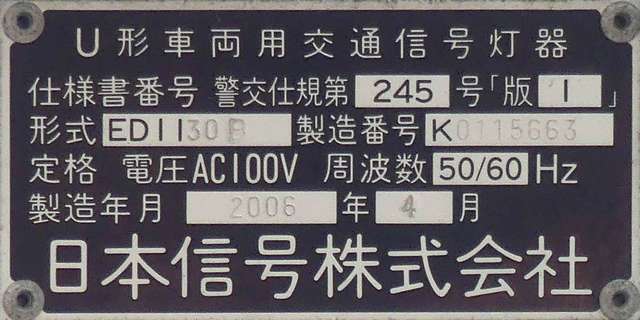 U形車両用交通信号灯器
仕様書番号 警交仕規第 245 号「版 1 」
形式 ED1130B 製造番号 K0115663
定格 電圧AC100V 周波数 50/60 Hz
製造年月 2006 年 4 月
日本信号株式会社